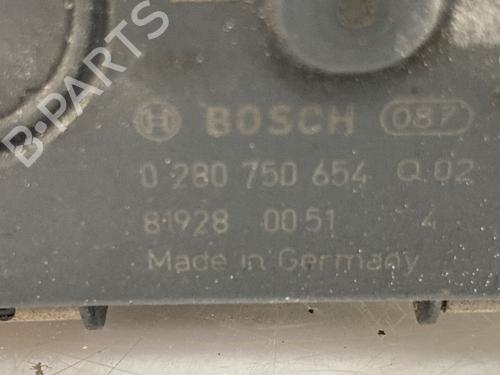 B-PARTS
BOSCH 087
0 280 750 654 Q 02
81928 0051 4
Made in Germany